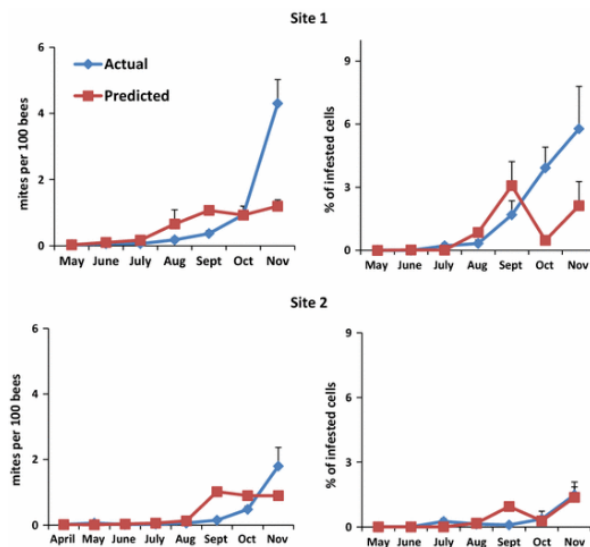 Site 1
mites per 100 bees
6
4
2
0
Actual
Predicted
May June July Aug Sept Oct Nov
% of infested cells
9
6
3
0
May June July Aug Sept Oct Nov
Site 2
mites per 100 bees
6
4
2
0
April May June July Aug Sept Oct Nov
% of infested cells
9
6
3
0
May June July Aug Sept Oct Nov